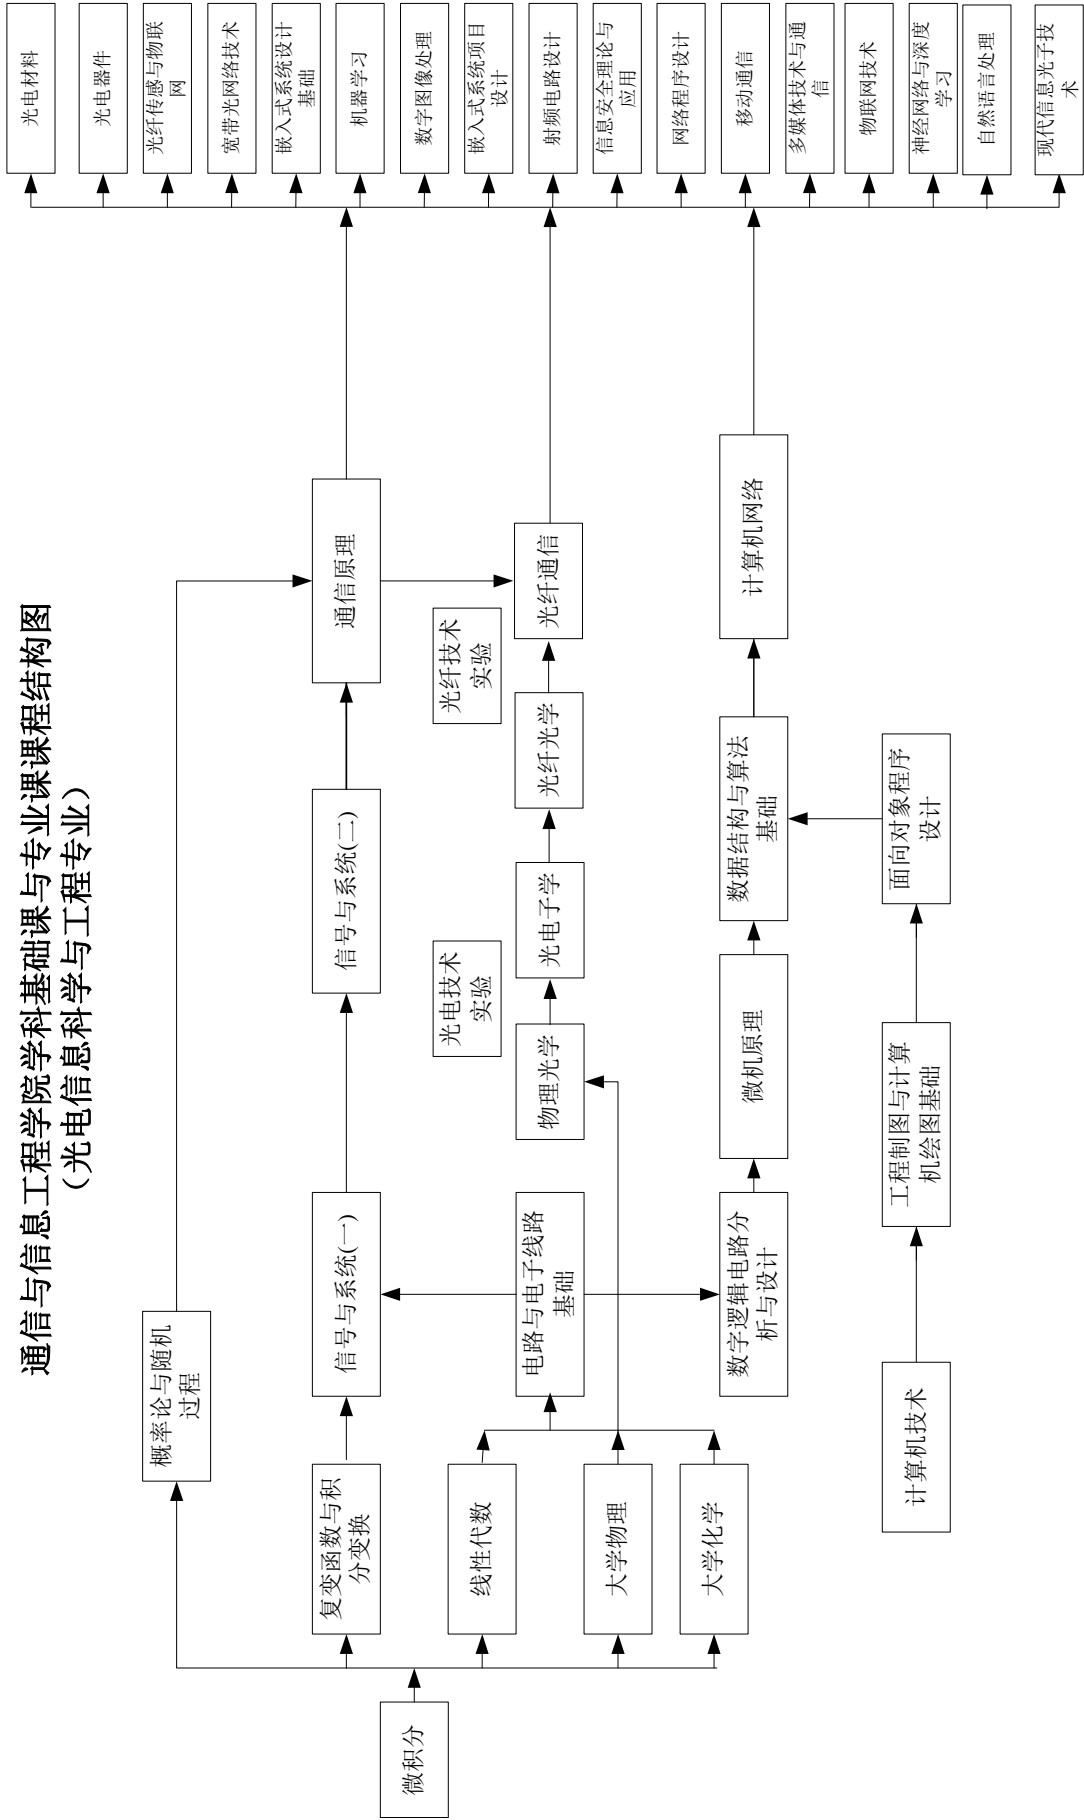 通信与信息工程学院学科基础课与专业课课程结构图
（光电信息科学与工程专业）
微积分
概率论与随机
过程
复变函数与积
分变换
线性代数
大学物理
大学化学
计算机技术
信号与系统(一)
电路与电子线路
基础
数字逻辑电路分
析与设计
工程制图与计算
机绘图基础
物理光学
微机原理
光电技术
实验
信号与系统(二)
光电子学
数据结构与算法
基础
面向对象程序
设计
光纤光学
光纤技术
实验
通信原理
光纤通信
计算机网络
光电材料
光电器件
光纤传感与物联
网
宽带光网络技术
嵌入式系统设计
基础
机器学习
数字图像处理
嵌入式系统项目
设计
射频电路设计
信息安全理论与
应用
网络程序设计
移动通信
多媒体技术与通
信
物联网技术
神经网络与深度
学习
自然语言处理
现代信息光子技
术